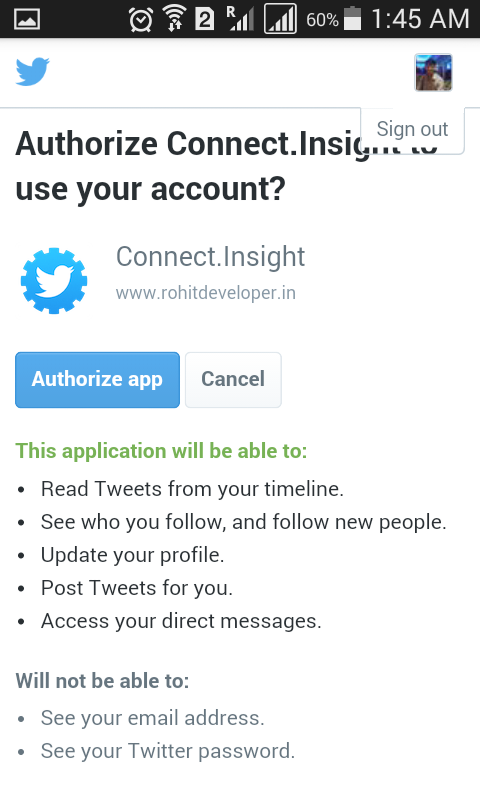 2 R 60% 1:45 AM
Sign out
Authorize Connect.Insight to
use your account?
Connect.Insight
www.rohitdeveloper.in
Authorize app Cancel
This application will be able to:
• Read Tweets from your timeline.
• See who you follow, and follow new people.
• Update your profile.
• Post Tweets for you.
• Access your direct messages.
Will not be able to:
• See your email address.
• See your Twitter password.